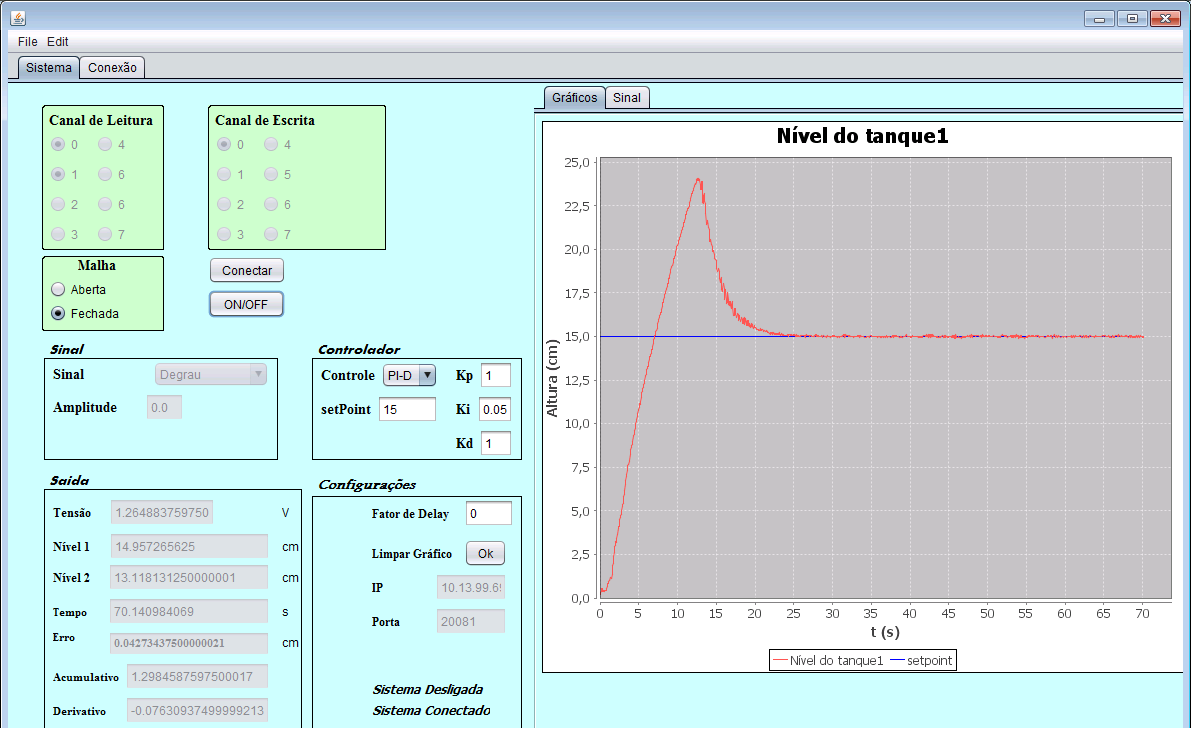 File Edit
Sistema Conexão
Canal de Leitura
0 4
1 6
2 6
3 7
Canal de Escrita
0 4
1 5
2 6
3 7
Malha
Aberta
Fechada
Conectar
ON/OFF
Sinal
Sinal Degrau
Amplitude 0.0
Controlador
Controle PI-D Kp 1
setPoint 15 Ki 0.05
Kd 1
Saida
Tensão 1.264883759750 V
Nível 1 14.957265625 cm
Nível 2 13.118131250000001 cm
Tempo 70.140984069 s
Erro 0.04273437500000021 cm
Acumulativo 1.2984587597500017
Derivativo -0.07630937499999213
Configurações
Fator de Delay 0
Limpar Gráfico Ok
IP 10.13.99.69
Porta 20081
Sistema Desligada
Sistema Conectado
Gráficos Sinal
Nível do tanque1
Altura (cm)
25,0
22,5
20,0
17,5
15,0
12,5
10,0
7,5
5,0
2,5
0,0
0 5 10 15 20 25 30 35 40 45 50 55 60 65 70
t (s)
Nível do tanque1 setpoint